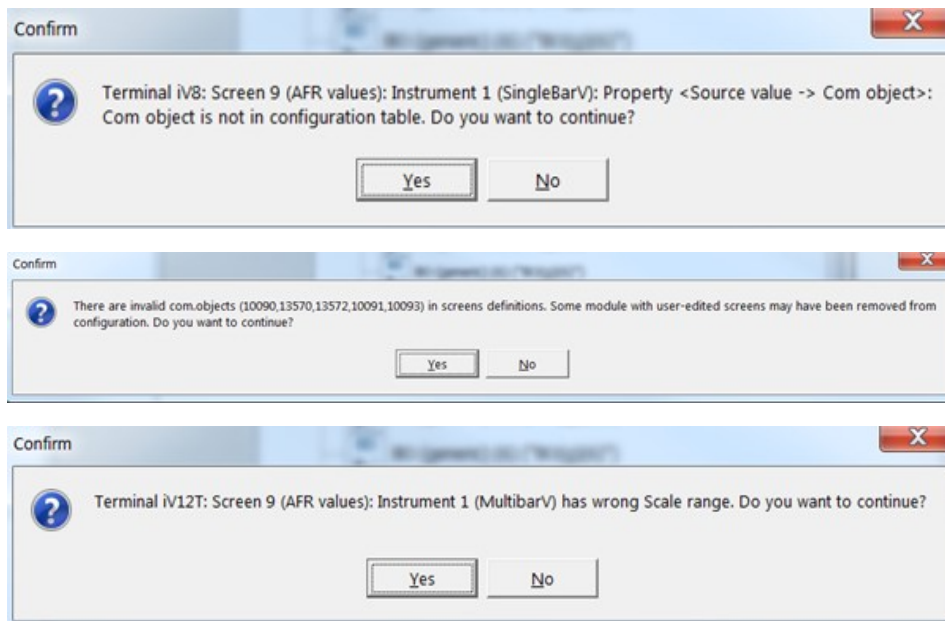 Confirm
Terminal iV8: Screen 9 (AFR values): Instrument 1 (SingleBarV): Property <Source value -> Com object>:
Com object is not in configuration table. Do you want to continue?
Yes No
Confirm
There are invalid com.objects (10090,13570,13572,10091,10093) in screens definitions. Some module with user-edited screens may have been removed from
configuration. Do you want to continue?
Yes No
Confirm
Terminal iV12T: Screen 9 (AFR values): Instrument 1 (MultibarV) has wrong Scale range. Do you want to continue?
Yes No